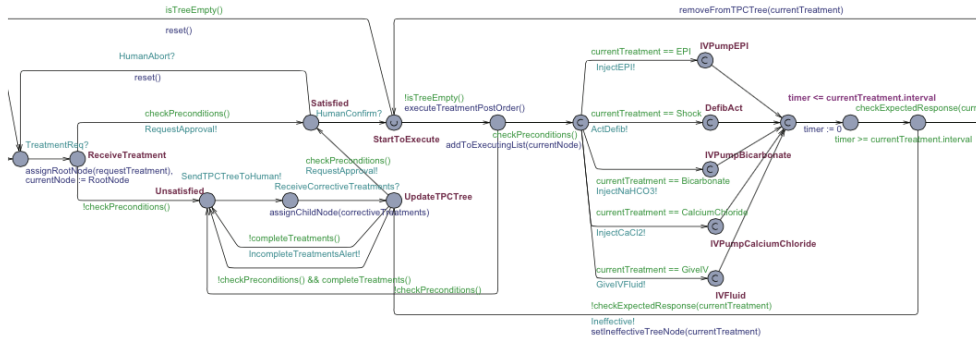 isTreeEmpty()
removeFromTPCTree(currentTreatment)
reset()
HumanAbort?
reset()
currentTreatment == EPI
IVPumpEPI
InjectEPI!
checkPreconditions()
Satisfied
HumanConfirm?
!isTreeEmpty()
executeTreatmentPostOrder()
timer <= currentTreatment.interval
checkExpectedResponse(curr
RequestApproval!
StartToExecute
currentTreatment == Shock
DefibAct
ActDefib!
timer := 0
timer >= currentTreatment.interval
TreatmentReq?
ReceiveTreatment
checkPreconditions()
addToExecutingList(currentNode)
assignRootNode(requestTreatment),
currentNode := RootNode
checkPreconditions()
RequestApproval!
IVPumpBicarbonate
SendTPCTreeToHuman!
ReceiveCorrectiveTreatments?
currentTreatment == Bicarbonate
InjectNaHCO3!
Unsatisfied
UpdateTPCTree
!checkPreconditions()
assignChildNode(correctiveTreatments)
currentTreatment == CalciumChloride
InjectCaCl2!
!completeTreatments()
IVPumpCalciumChloride
IncompleteTreatmentsAlert!
currentTreatment == GiveIV
!checkPreconditions() && completeTreatments()
!checkPreconditions()
GiveIVFluid!
IVFluid
!checkExpectedResponse(currentTreatment)
Ineffective!
setIneffectiveTreeNode(currentTreatment)